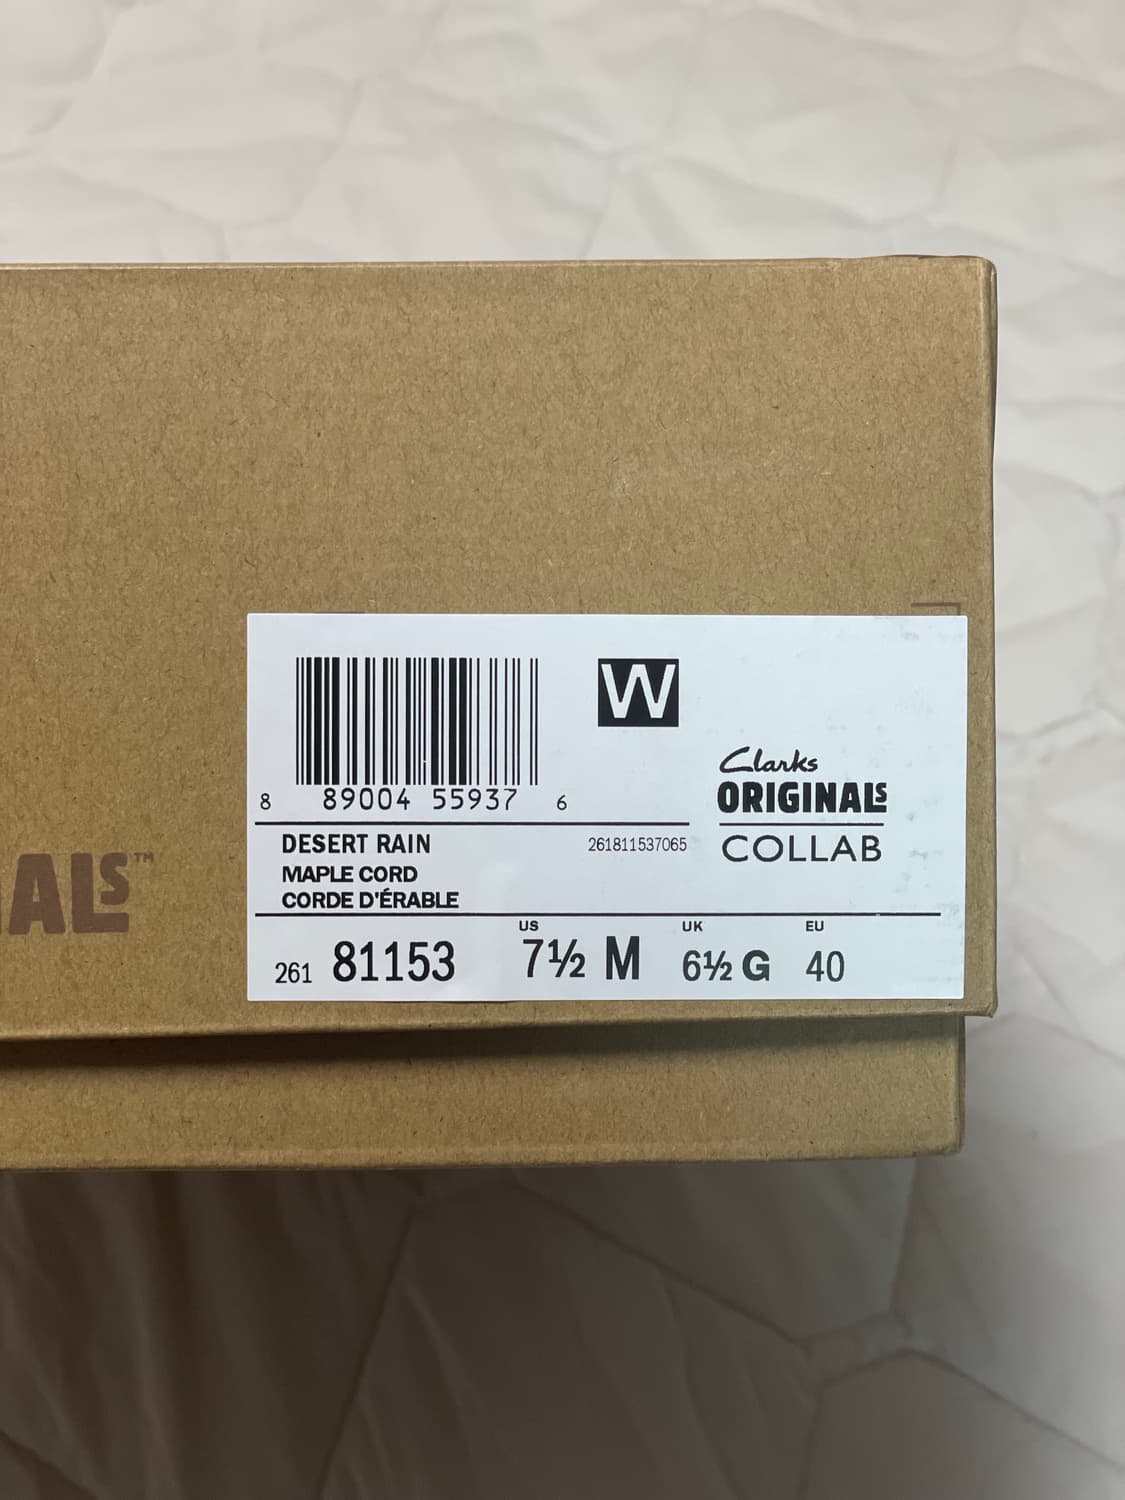 W
8 89004 55937 6
Clarks
ORIGINALS
COLLAB
DESERT RAIN
261811537065
MAPLE CORD
CORDE D'ÉRABLE
US UK EU
261 81153 7½ M 6½ G 40
ALS™